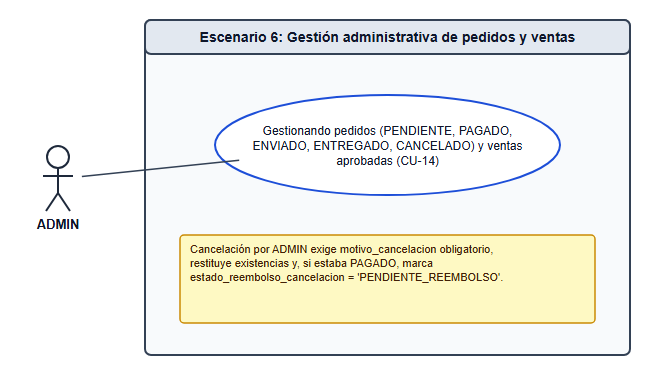 Escenario 6: Gestión administrativa de pedidos y ventas
Gestionando pedidos (PENDIENTE, PAGADO,
ENVIADO, ENTREGADO, CANCELADO) y ventas
aprobadas (CU-14)
ADMIN
Cancelación por ADMIN exige motivo_cancelacion obligatorio,
restituye existencias y, si estaba PAGADO, marca
estado_reembolso_cancelacion = 'PENDIENTE_REEMBOLSO'.